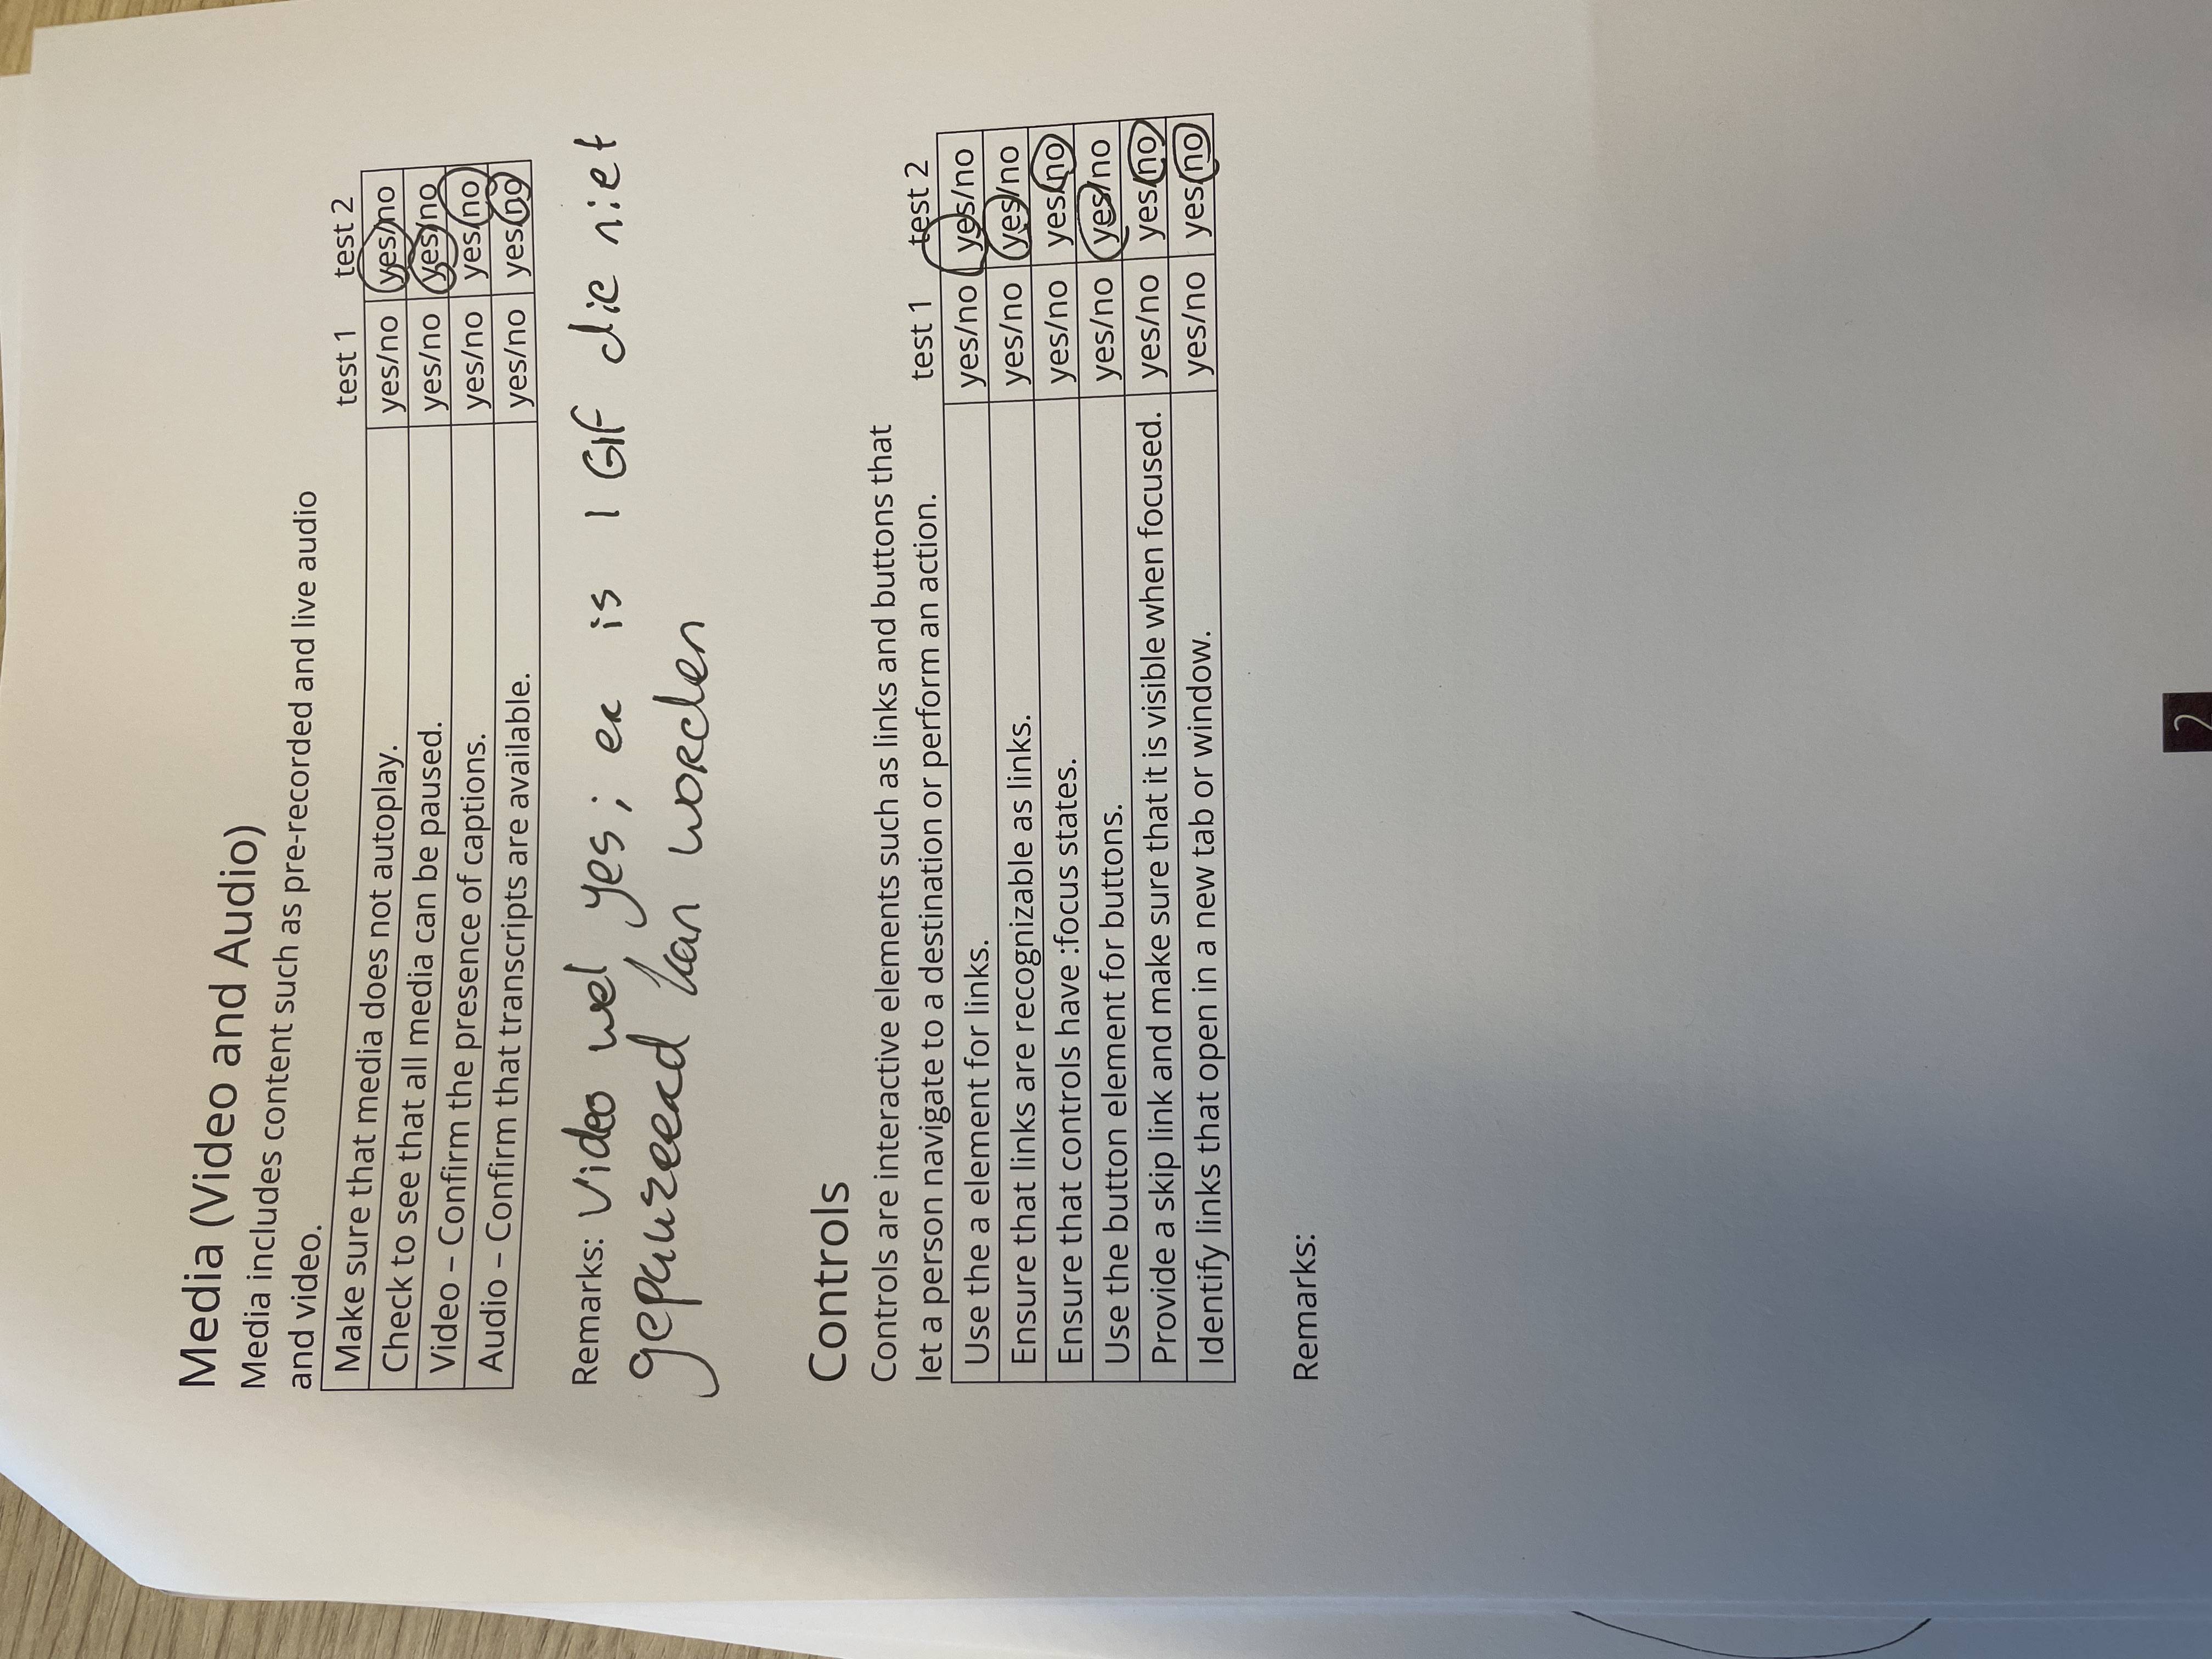 Media (Video and Audio)
Media includes content such as pre-recorded and live audio
and video.
test 1 test 2
Make sure that media does not autoplay. yes/no yes/no
Check to see that all media can be paused. yes/no yes/no
Video – Confirm the presence of captions. yes/no yes/no
Audio – Confirm that transcripts are available. yes/no yes/no
Remarks: Video wel yes; er is 1 GIF die niet
gepauzeerd kan worden
Controls
Controls are interactive elements such as links and buttons that
let a person navigate to a destination or perform an action. test 1 test 2
Use the a element for links. yes/no yes/no
Ensure that links are recognizable as links. yes/no yes/no
Ensure that controls have :focus states. yes/no yes/no
Use the button element for buttons. yes/no yes/no
Provide a skip link and make sure that it is visible when focused. yes/no yes/no
Identify links that open in a new tab or window. yes/no yes/no
Remarks:
2